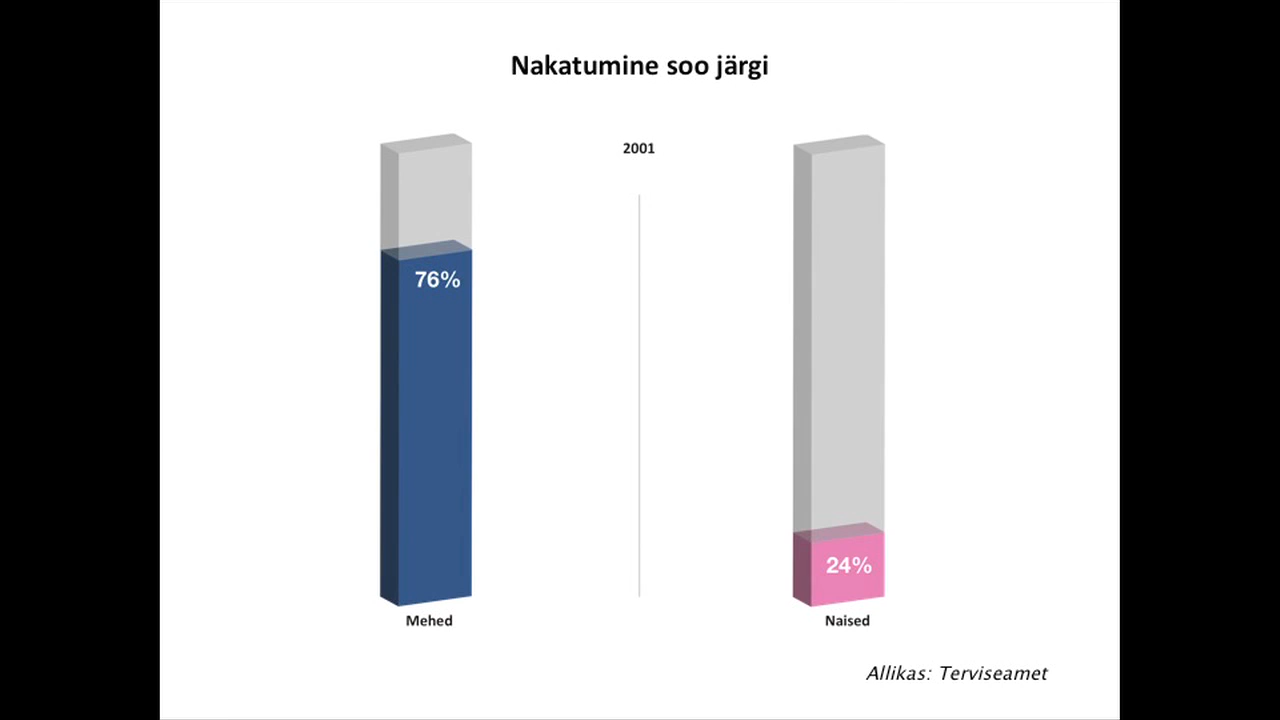 Nakatumine soo järgi
2001
76%
24%
Mehed
Naised
Allikas: Terviseamet